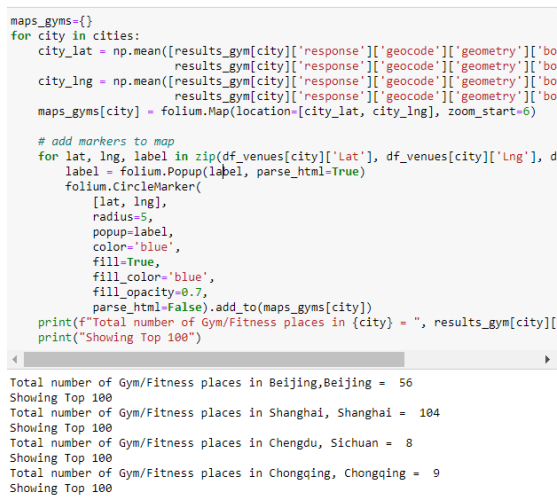 maps_gyms={}
for city in cities:
    city_lat = np.mean([results_gym[city]['response']['geocode']['geometry']['bo
                        results_gym[city]['response']['geocode']['geometry']['bo
    city_lng = np.mean([results_gym[city]['response']['geocode']['geometry']['bo
                        results_gym[city]['response']['geocode']['geometry']['bo
    maps_gyms[city] = folium.Map(location=[city_lat, city_lng], zoom_start=6)

    # add markers to map
    for lat, lng, label in zip(df_venues[city]['Lat'], df_venues[city]['Lng'], d
        label = folium.Popup(label, parse_html=True)
        folium.CircleMarker(
            [lat, lng],
            radius=5,
            popup=label,
            color='blue',
            fill=True,
            fill_color='blue',
            fill_opacity=0.7,
            parse_html=False).add_to(maps_gyms[city])
    print(f"Total number of Gym/Fitness places in {city} = ", results_gym[city][
    print("Showing Top 100")
Total number of Gym/Fitness places in Beijing,Beijing =  56
Showing Top 100
Total number of Gym/Fitness places in Shanghai, Shanghai =  104
Showing Top 100
Total number of Gym/Fitness places in Chengdu, Sichuan =  8
Showing Top 100
Total number of Gym/Fitness places in Chongqing, Chongqing =  9
Showing Top 100